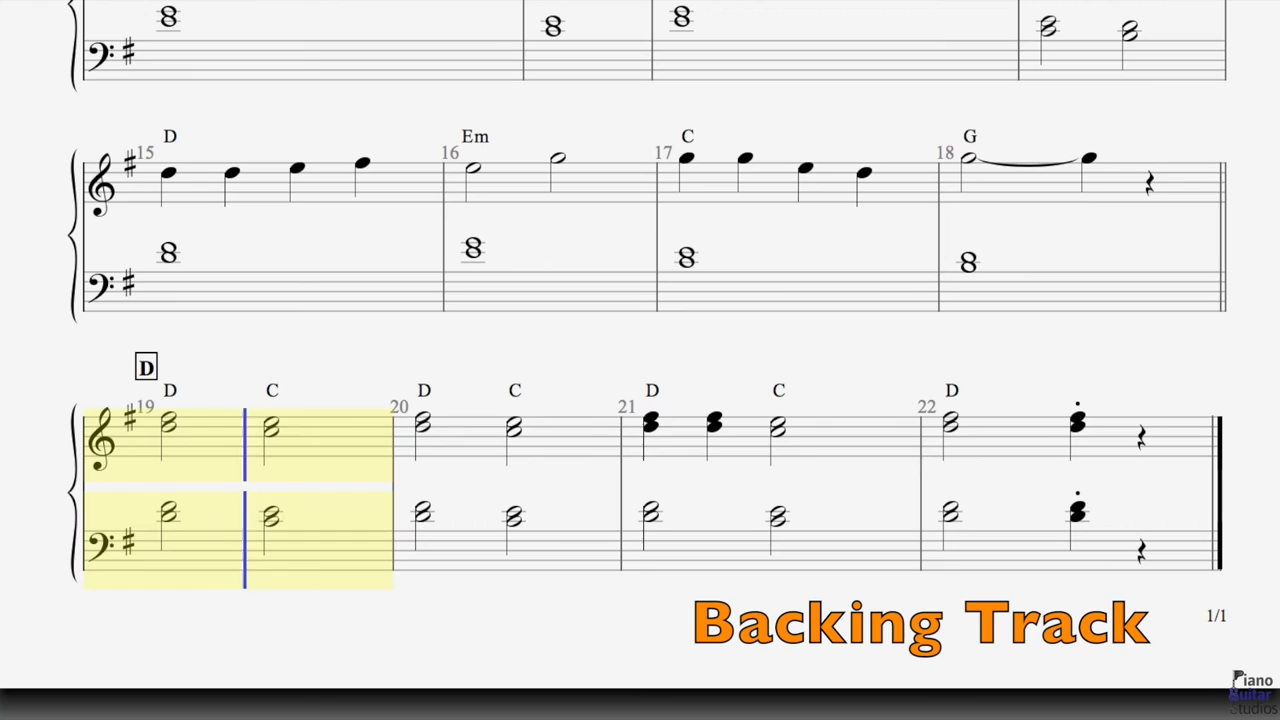 D Em C G
15 16 17 18
D
D C D C D C D
19 20 21 22
Backing Track
1/1
Piano
Guitar
Studios